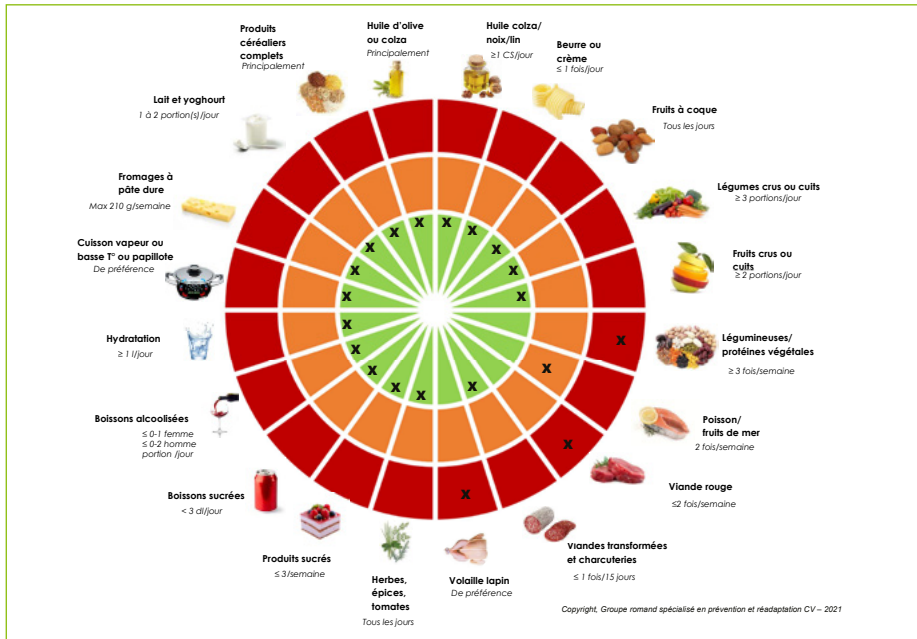 Produits
céréaliers
complets
Principalement
Huile d'olive
ou colza
Principalement
Huile colza/
noix/lin
≥1 CS/jour
Beurre ou
crème
≤ 1 fois/jour
Fruits à coque
Tous les jours
Légumes crus ou cuits
≥ 3 portions/jour
Fruits crus ou
cuits
≥ 2 portions/jour
Légumineuses/
protéines végétales
≥ 3 fois/semaine
Poisson/
fruits de mer
2 fois/semaine
Viande rouge
≤2 fois/semaine
Viandes transformées
et charcuteries
≤ 1 fois/15 jours
Volaille lapin
De préférence
Herbes,
épices,
tomates
Tous les jours
Produits sucrés
≤ 3/semaine
Boissons sucrées
< 3 dl/jour
Boissons alcoolisées
≤ 0-1 femme
≤ 0-2 homme
portion /jour
Hydratation
≥ 1 l/jour
Cuisson vapeur ou
basse T° ou papillote
De préférence
Fromages à
pâte dure
Max 210 g/semaine
Lait et yoghourt
1 à 2 portion(s)/jour
x x x x
x x
x x
x x
x x
x x
x x x x
x
x
x
x
Copyright, Groupe romand spécialisé en prévention et réadaptation CV – 2021